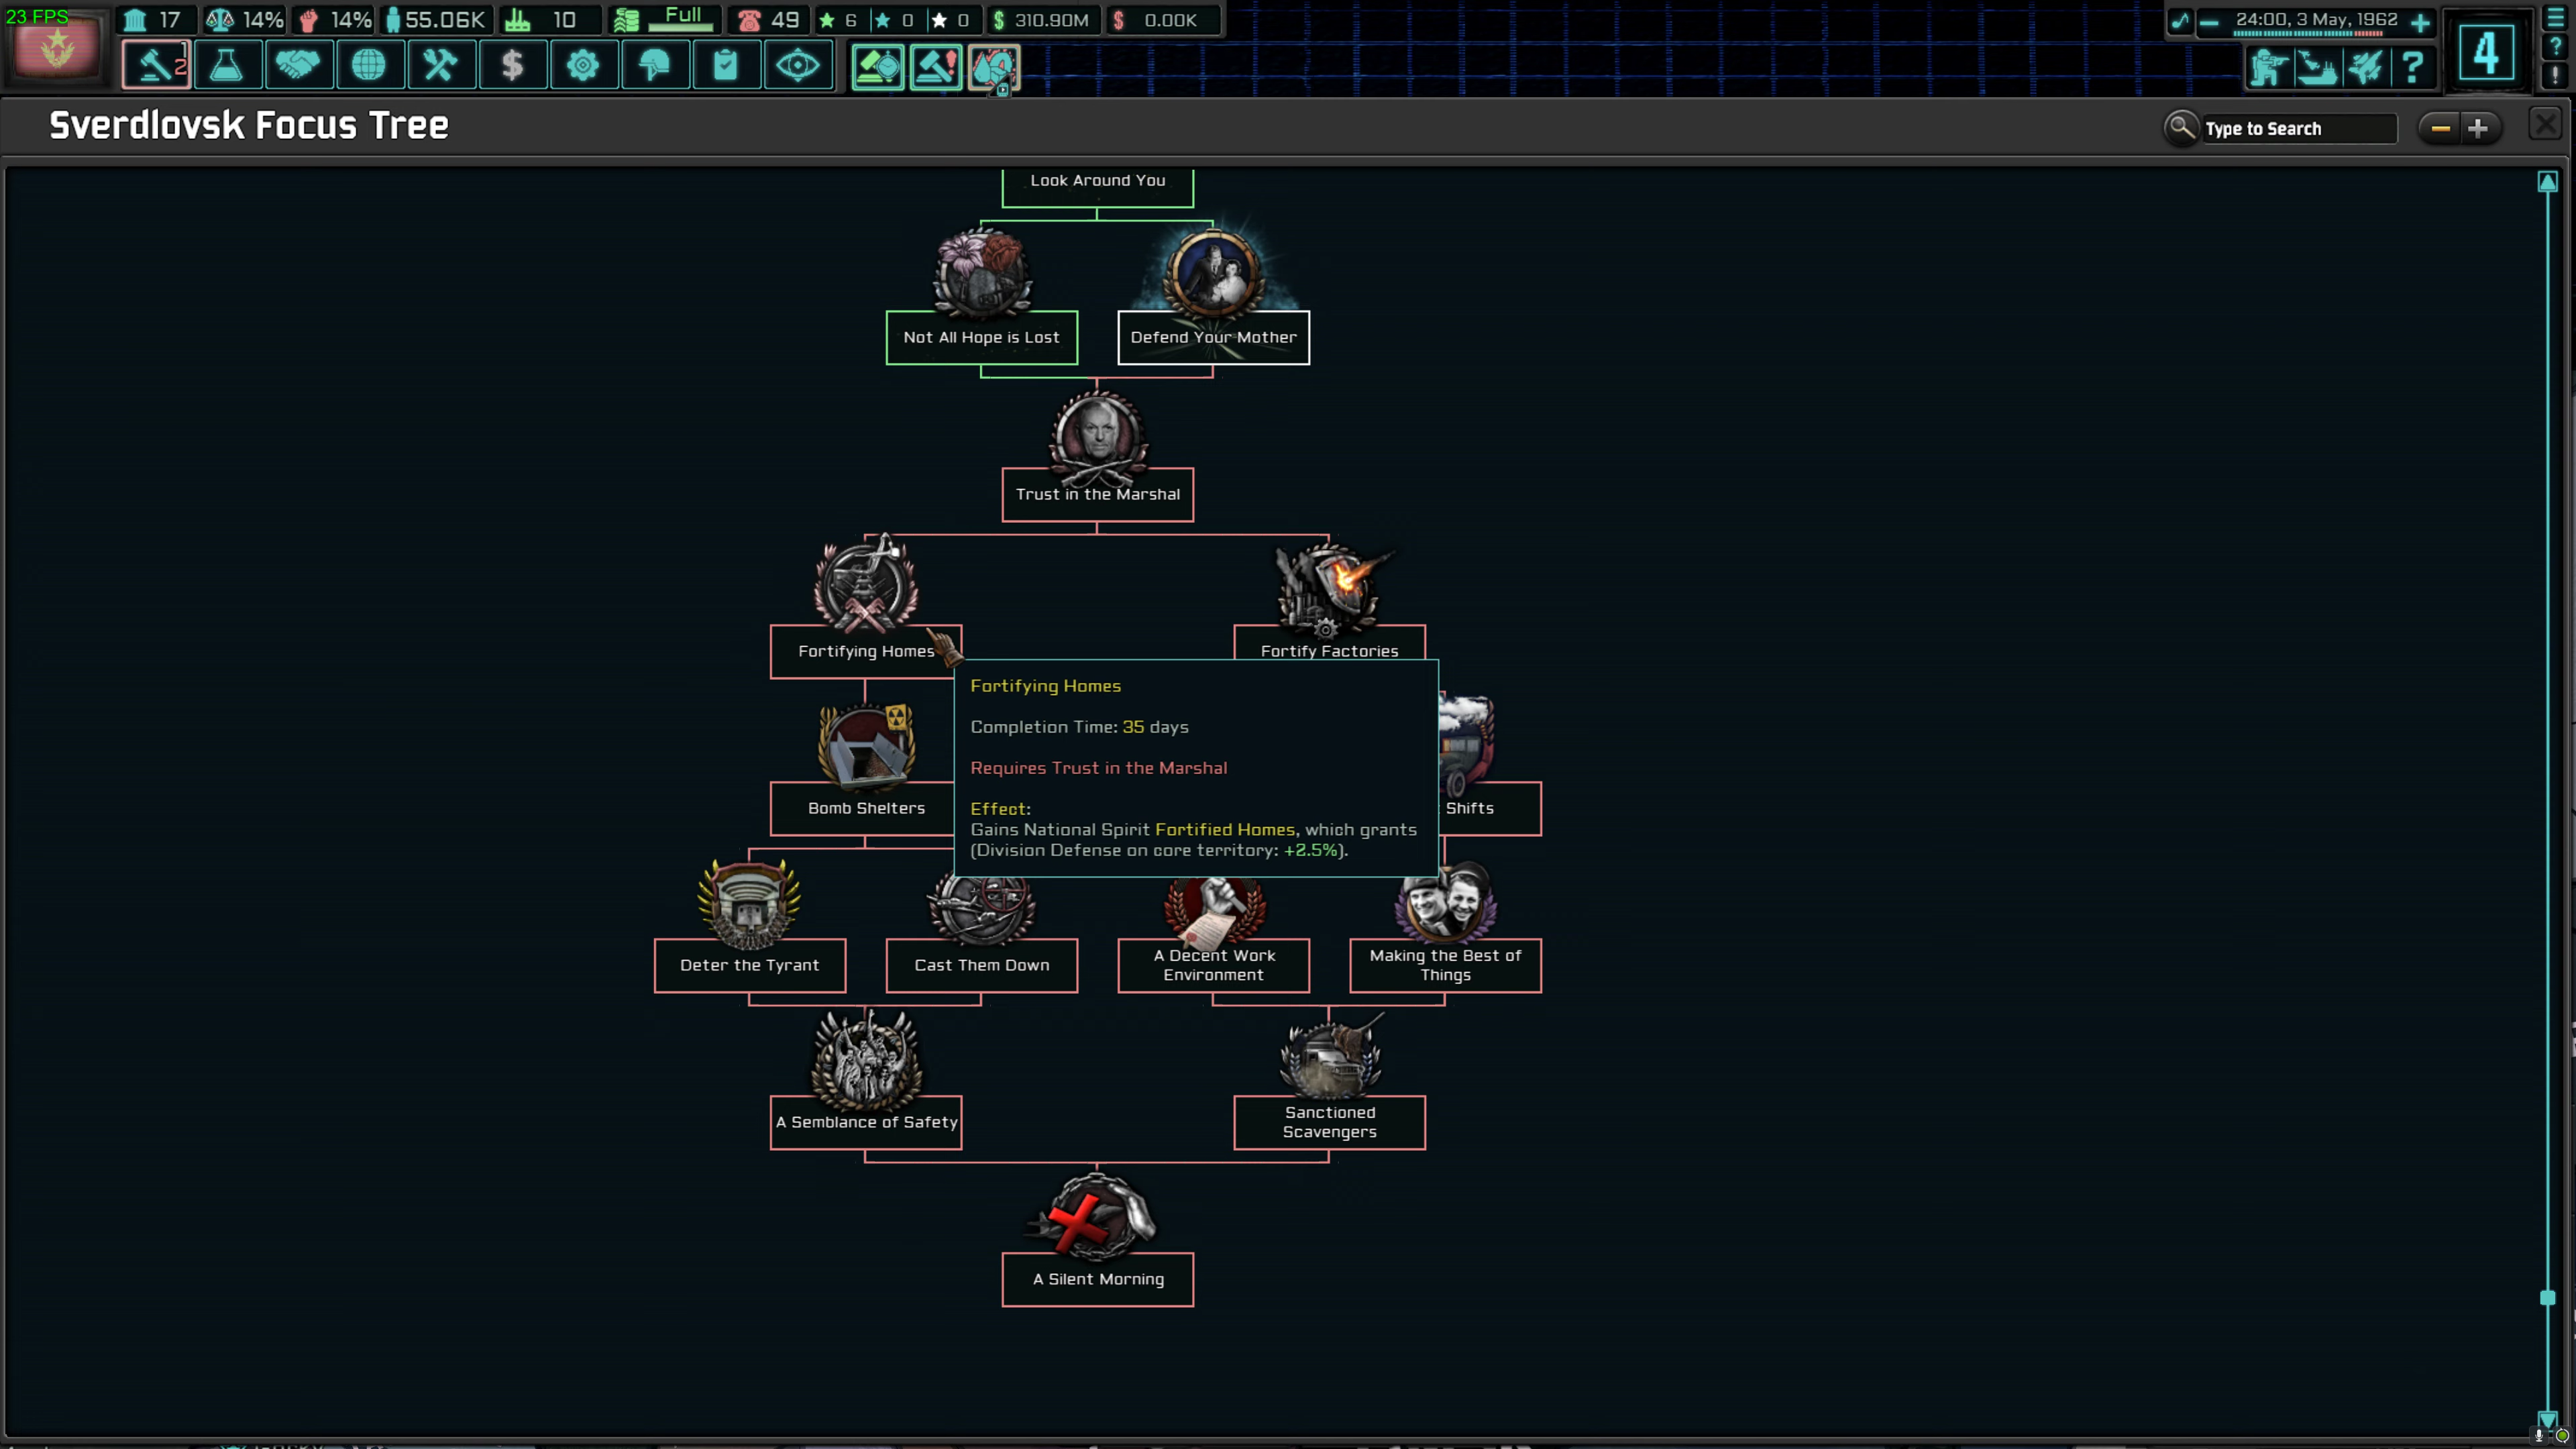 23 FPS
17
14%
14%
55.06K
10
Full
49
6
0
0
$ 310.90M
$ 0.00K
24:00, 3 May, 1962
4
1
2
$
?
?
!
Sverdlovsk Focus Tree
Type to Search
Look Around You
Not All Hope is Lost
Defend Your Mother
Trust in the Marshal
Fortifying Homes
Fortify Factories
Fortifying Homes
Completion Time: 35 days
Requires Trust in the Marshal
Effect:
Gains National Spirit Fortified Homes, which grants
(Division Defense on core territory: +2.5%).
Bomb Shelters
Shifts
Deter the Tyrant
Cast Them Down
A Decent Work
Environment
Making the Best of
Things
A Semblance of Safety
Sanctioned
Scavengers
A Silent Morning